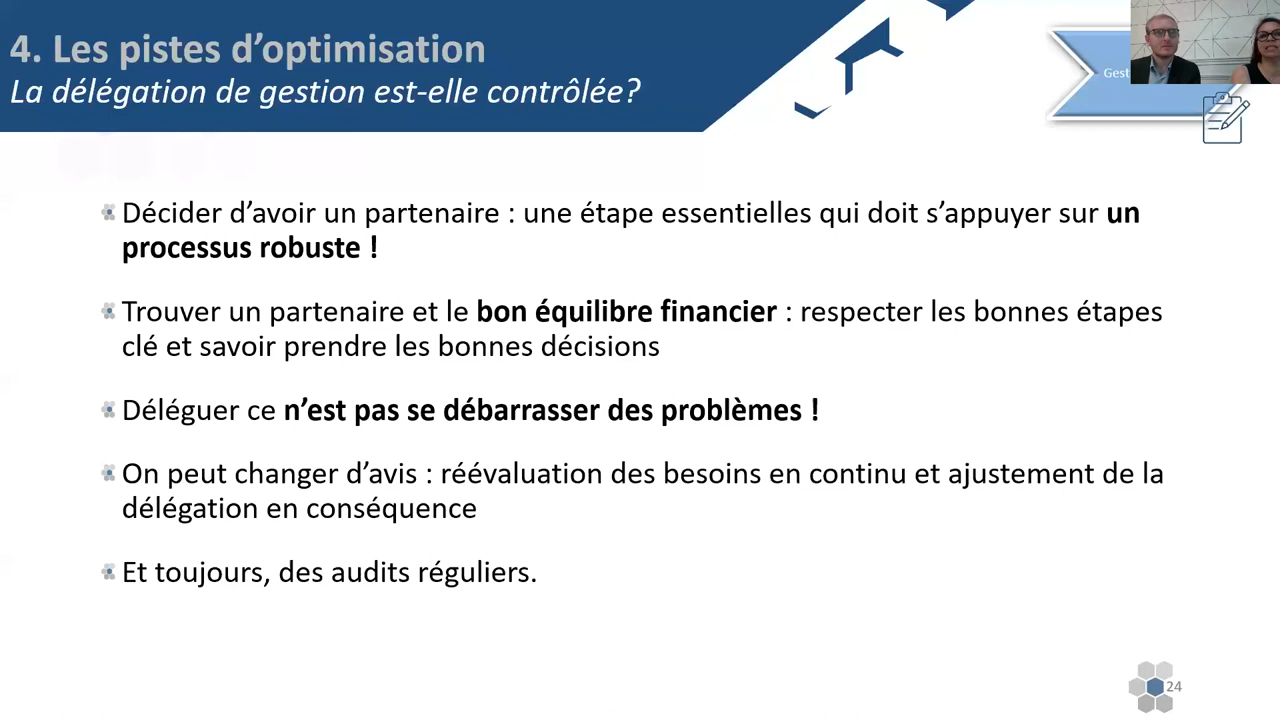 4. Les pistes d’optimisation
La délégation de gestion est-elle contrôlée?
Décider d’avoir un partenaire : une étape essentielles qui doit s’appuyer sur un
processus robuste !
Trouver un partenaire et le bon équilibre financier : respecter les bonnes étapes
clé et savoir prendre les bonnes décisions
Déléguer ce n’est pas se débarrasser des problèmes !
On peut changer d’avis : réévaluation des besoins en continu et ajustement de la
délégation en conséquence
Et toujours, des audits réguliers.
24